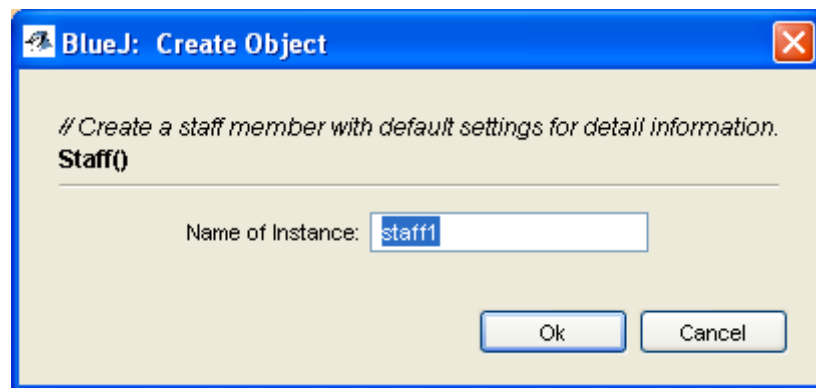 BlueJ: Create Object
// Create a staff member with default settings for detail information.
Staff()
Name of Instance: staff1
Ok Cancel